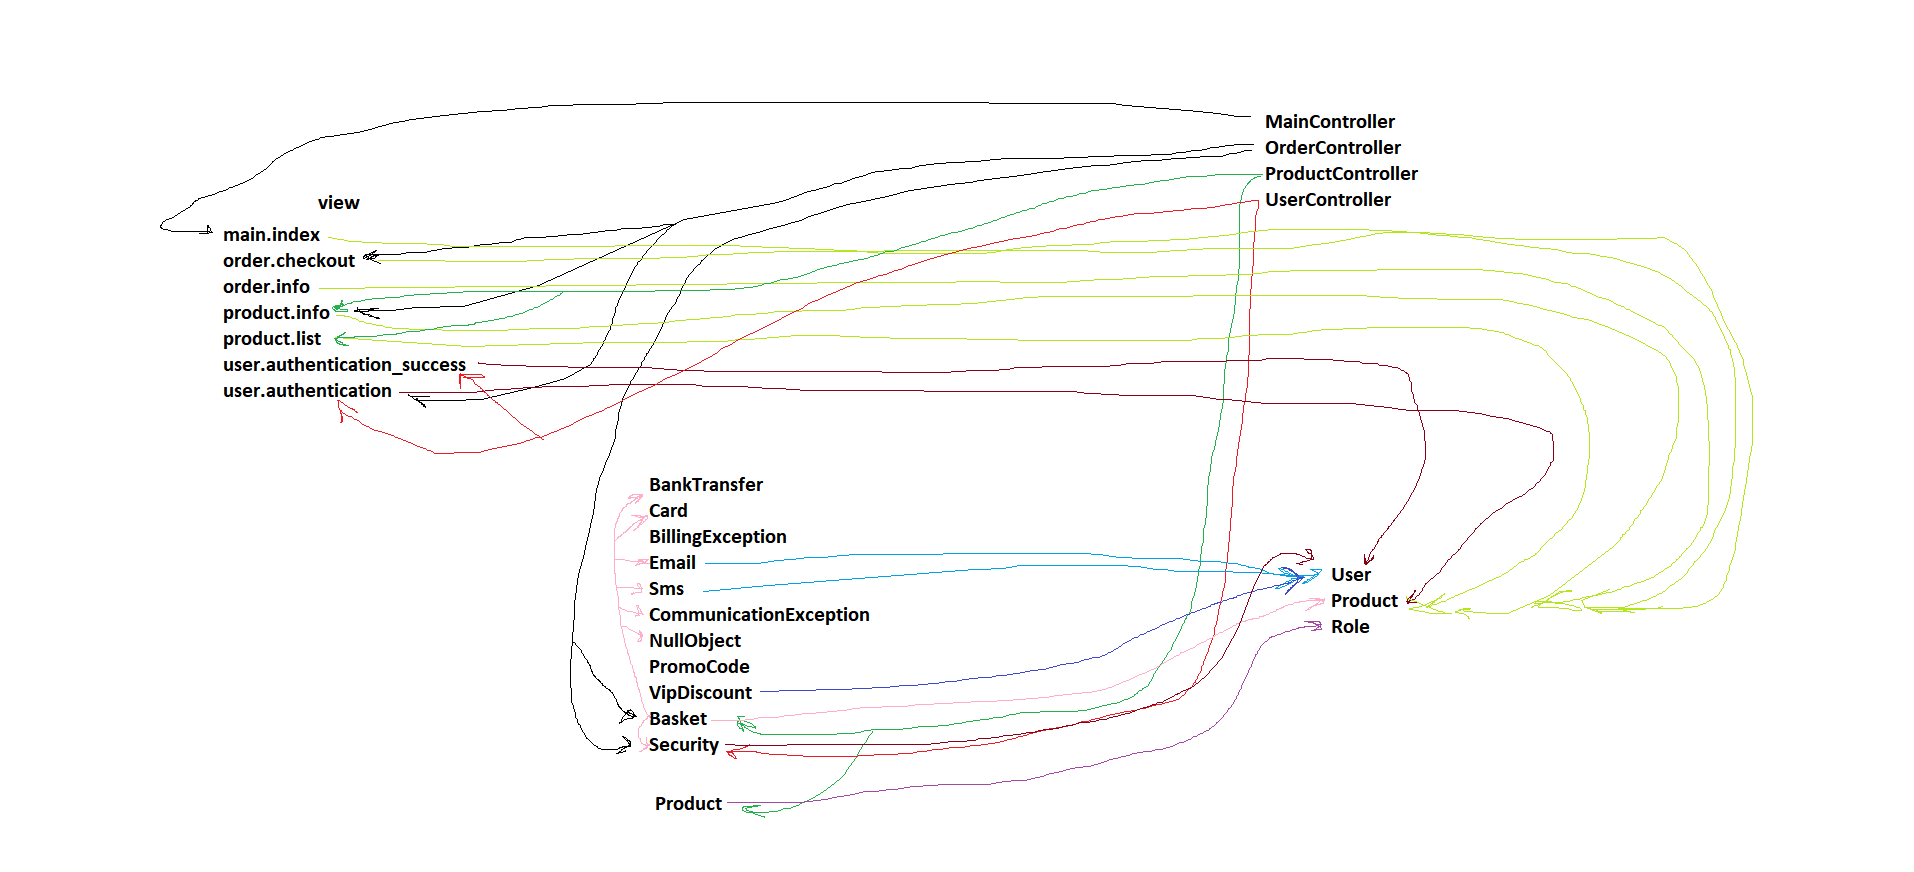 MainController
OrderController
ProductController
UserController
view
main.index
order.checkout
order.info
product.info
product.list
user.authentication_success
user.authentication
BankTransfer
Card
BillingException
Email
Sms
CommunicationException
NullObject
PromoCode
VipDiscount
Basket
Security
Product
User
Product
Role